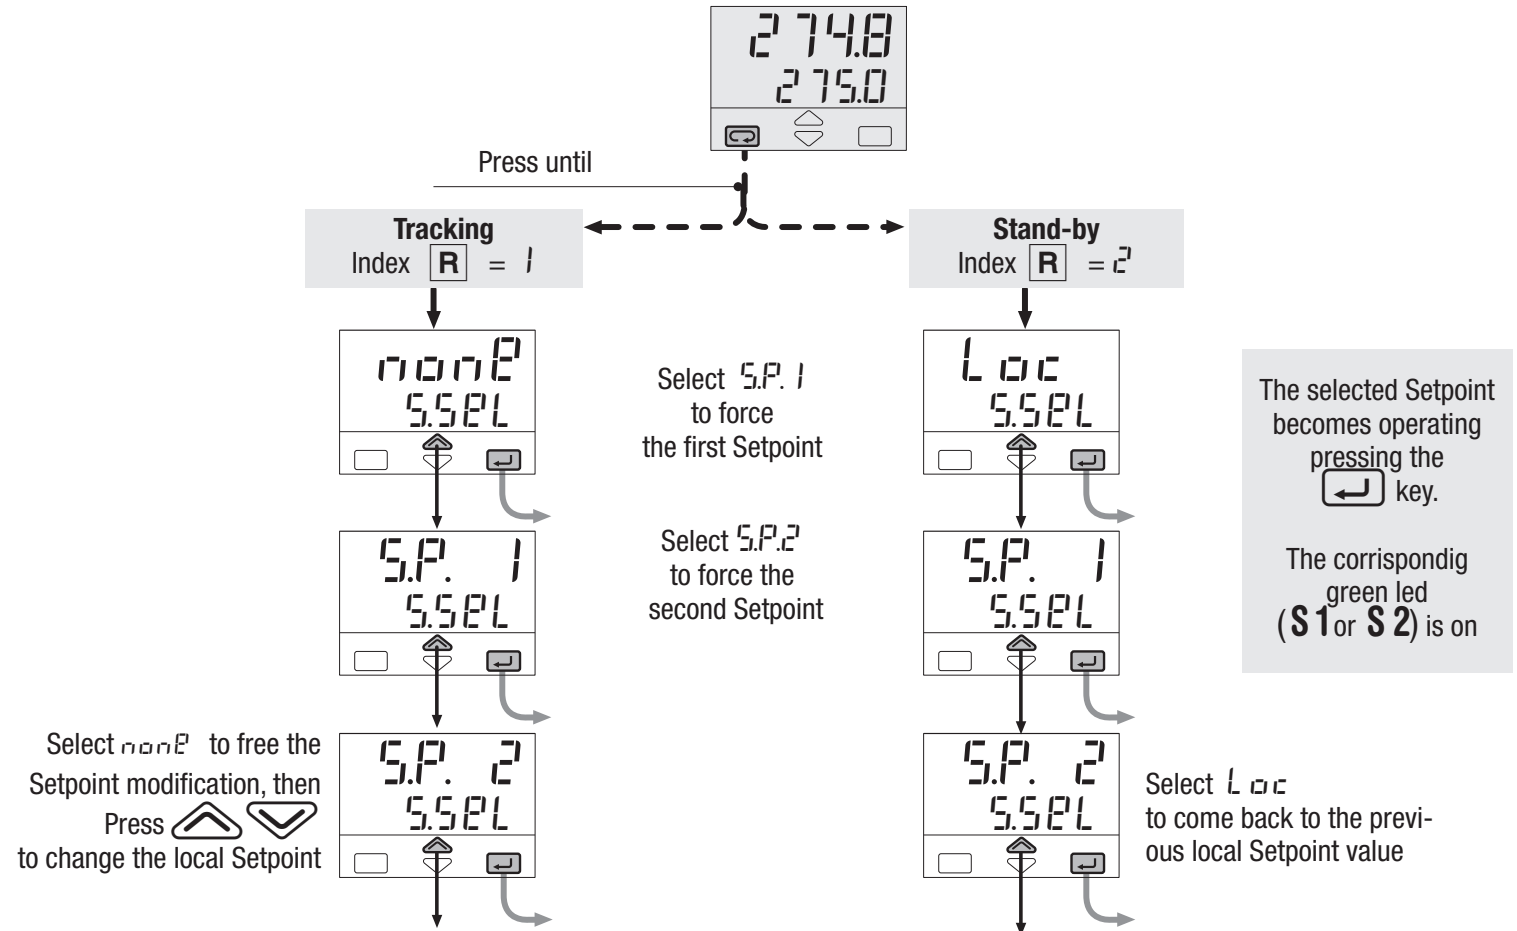 274.8
275.0
Press until
Tracking
Index R = 1
Stand-by
Index R = 2
nonE
S.SEL
Select S.P. 1
to force
the first Setpoint
Loc
S.SEL
The selected Setpoint
becomes operating
pressing the
key.
The corrispondig
green led
( S 1 or S 2) is on
S.P. 1
S.SEL
Select S.P.2
to force the
second Setpoint
S.P. 1
S.SEL
Select nonE to free the
Setpoint modification, then
Press
to change the local Setpoint
S.P. 2
S.SEL
S.P. 2
S.SEL
Select Loc
to come back to the previ-
ous local Setpoint value